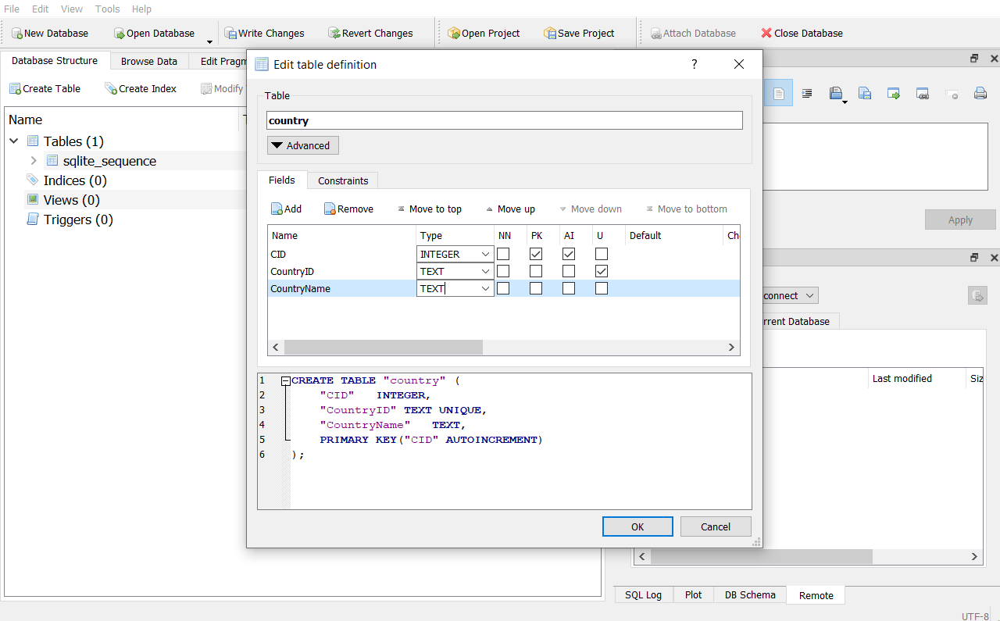 File Edit View Tools Help
New Database Open Database Write Changes Revert Changes Open Project Save Project Attach Database Close Database
Database Structure Browse Data Edit Pragm
Create Table Create Index Modify
Name
Tables (1)
sqlite_sequence
Indices (0)
Views (0)
Triggers (0)
Edit table definition ?
Table
country
Advanced
Fields Constraints
Add Remove Move to top Move up Move down Move to bottom
Name Type NN PK AI U Default Ch
CID INTEGER
CountryID TEXT
CountryName TEXT
1 CREATE TABLE "country" (
2 "CID" INTEGER,
3 "CountryID" TEXT UNIQUE,
4 "CountryName" TEXT,
5 PRIMARY KEY("CID" AUTOINCREMENT)
6 );
OK Cancel
Apply
connect
rrent Database
Last modified Siz
SQL Log Plot DB Schema Remote
UTF-8